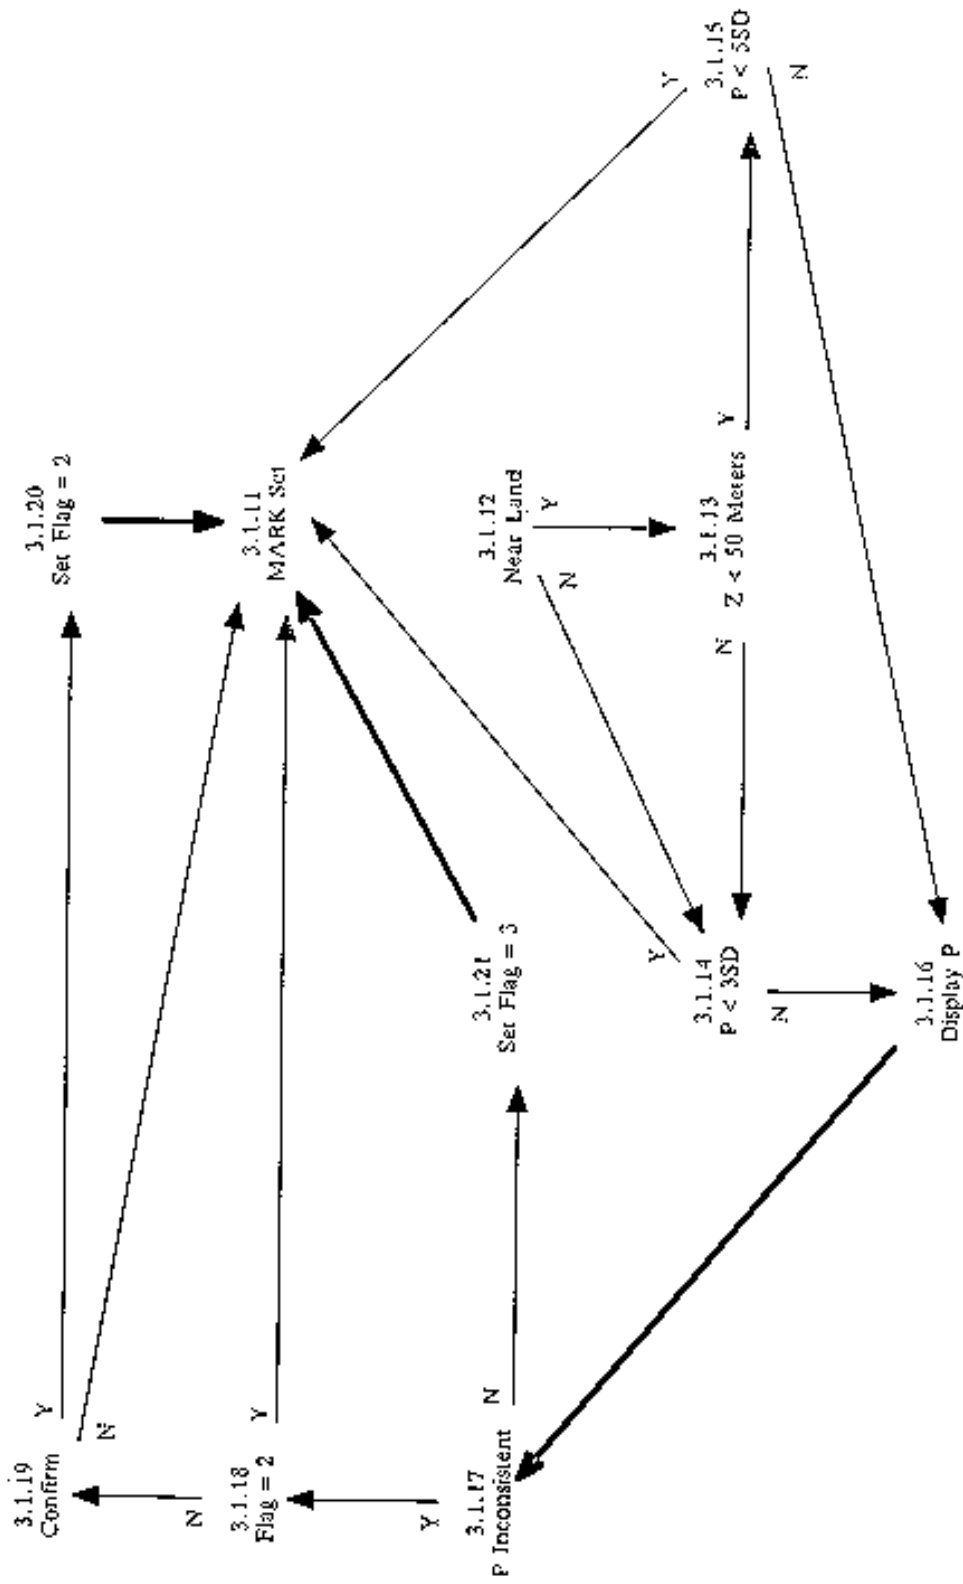 3.1.19
Confirm
Y
N
3.1.20
Set Flag = 2
N
3.1.18
Flag = 2
Y
3.1.11
MARK Set
Y
3.1.17
P Inconsistent
N
3.1.21
Set Flag = 3
3.1.12
Near Land
Y
N
Y
3.1.14
P < 3SD
N
N
3.1.13
Z < 50 Meters
Y
Y
3.1.15
P < 5SD
N
3.1.16
Display P